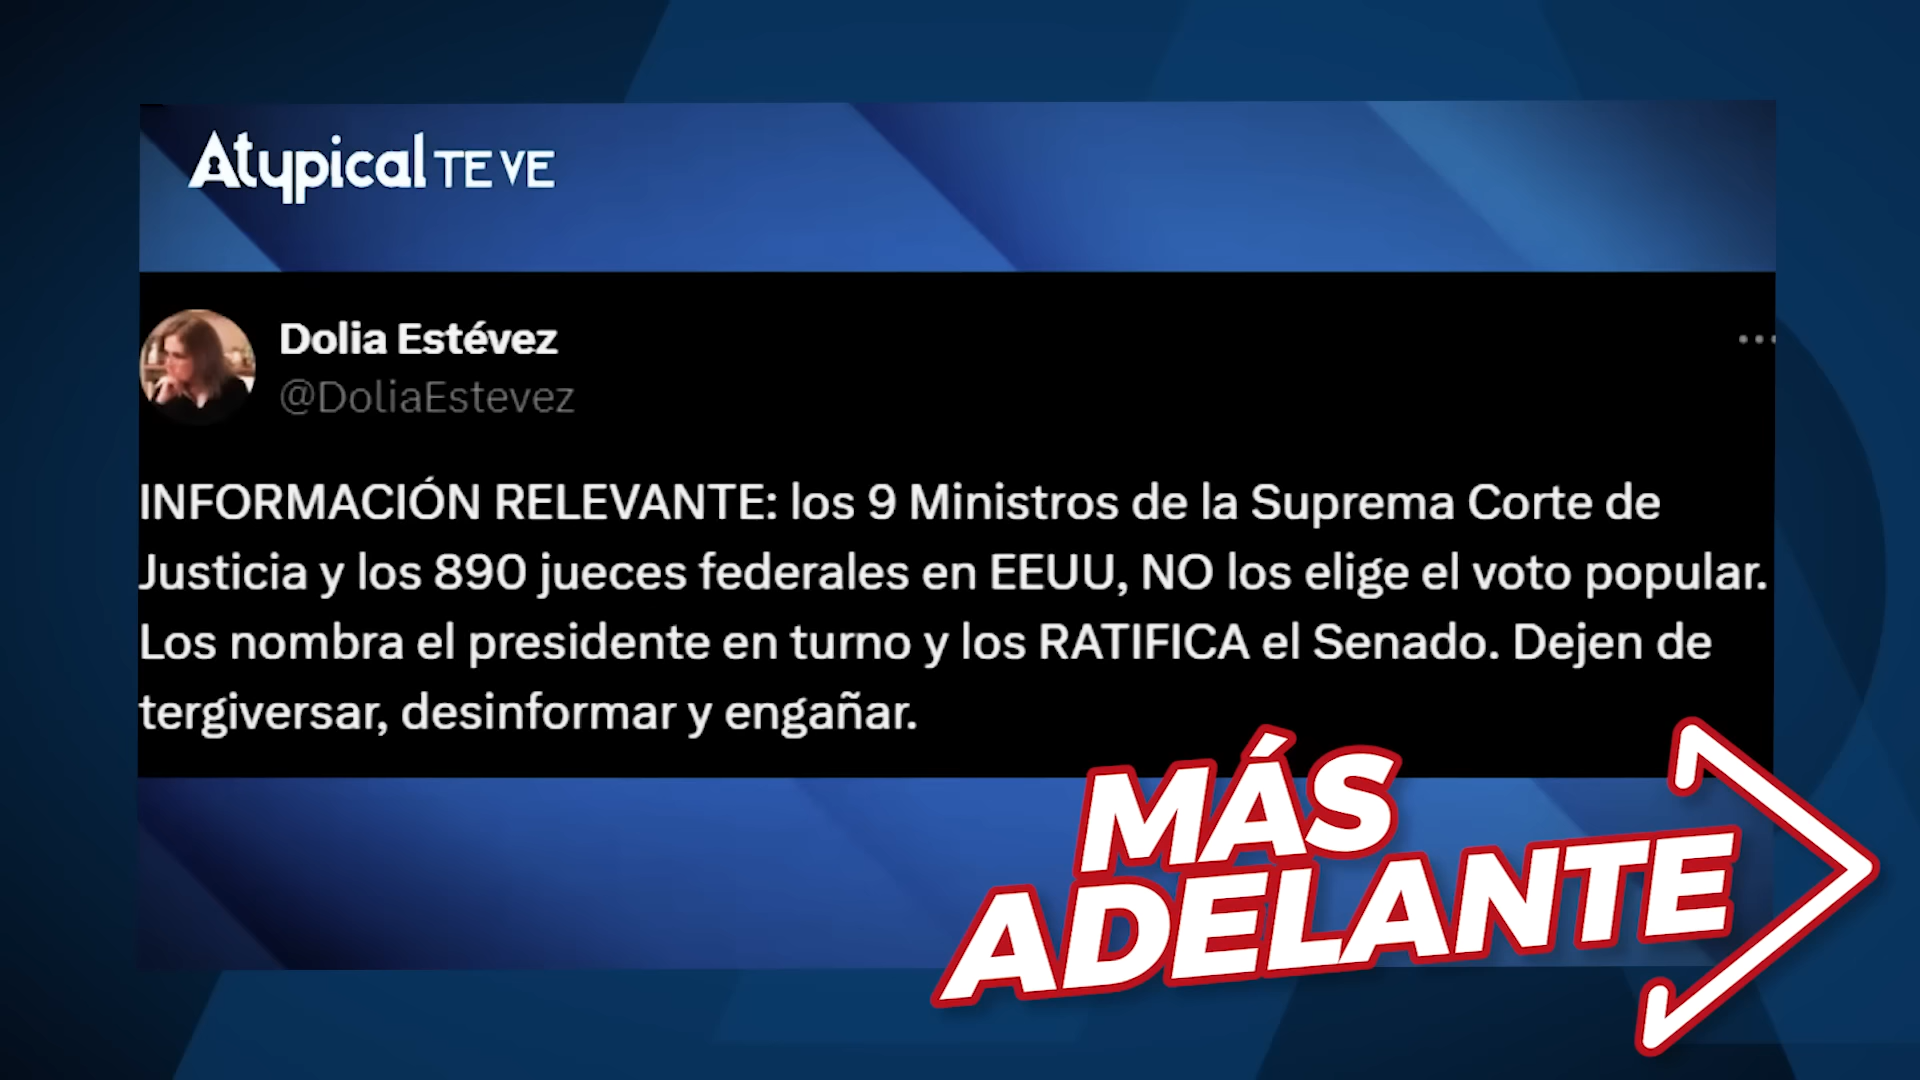 Atypical TE VE
Dolia Estévez
@DoliaEstevez
INFORMACIÓN RELEVANTE: los 9 Ministros de la Suprema Corte de
Justicia y los 890 jueces federales en EEUU, NO los elige el voto popular.
Los nombra el presidente en turno y los RATIFICA el Senado. Dejen de
tergiversar, desinformar y engañar.
MÁS
ADELANTE